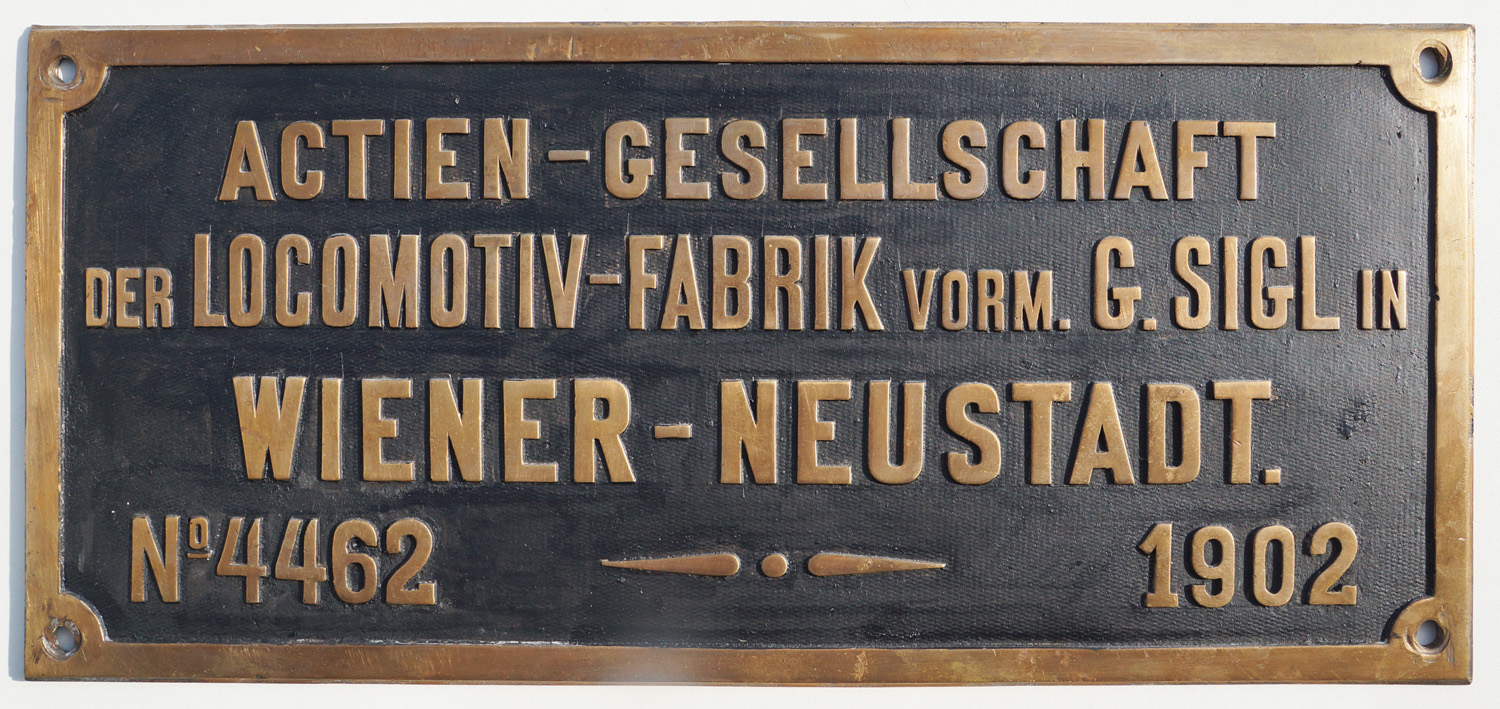 ACTIEN-GESELLSCHAFT
DER LOCOMOTIV-FABRIK VORM. G. SIGL IN
WIENER-NEUSTADT.
Nº 4462 1902